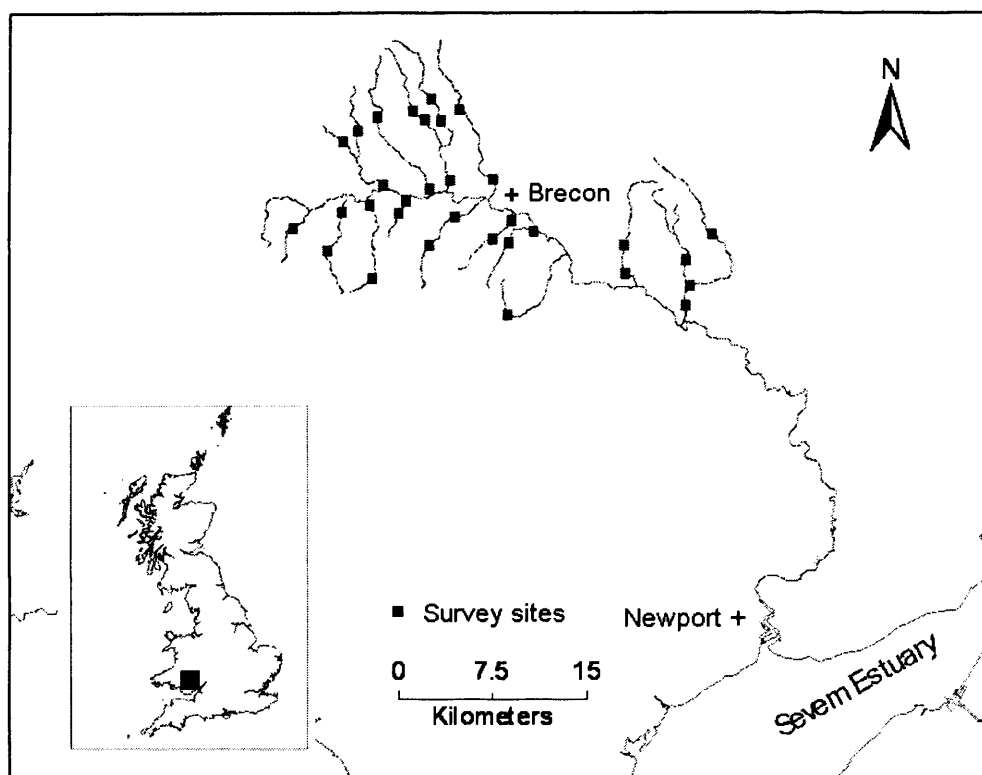 N
+ Brecon
■ Survey sites
0 7.5 15
Kilometers
Newport +
Severn Estuary